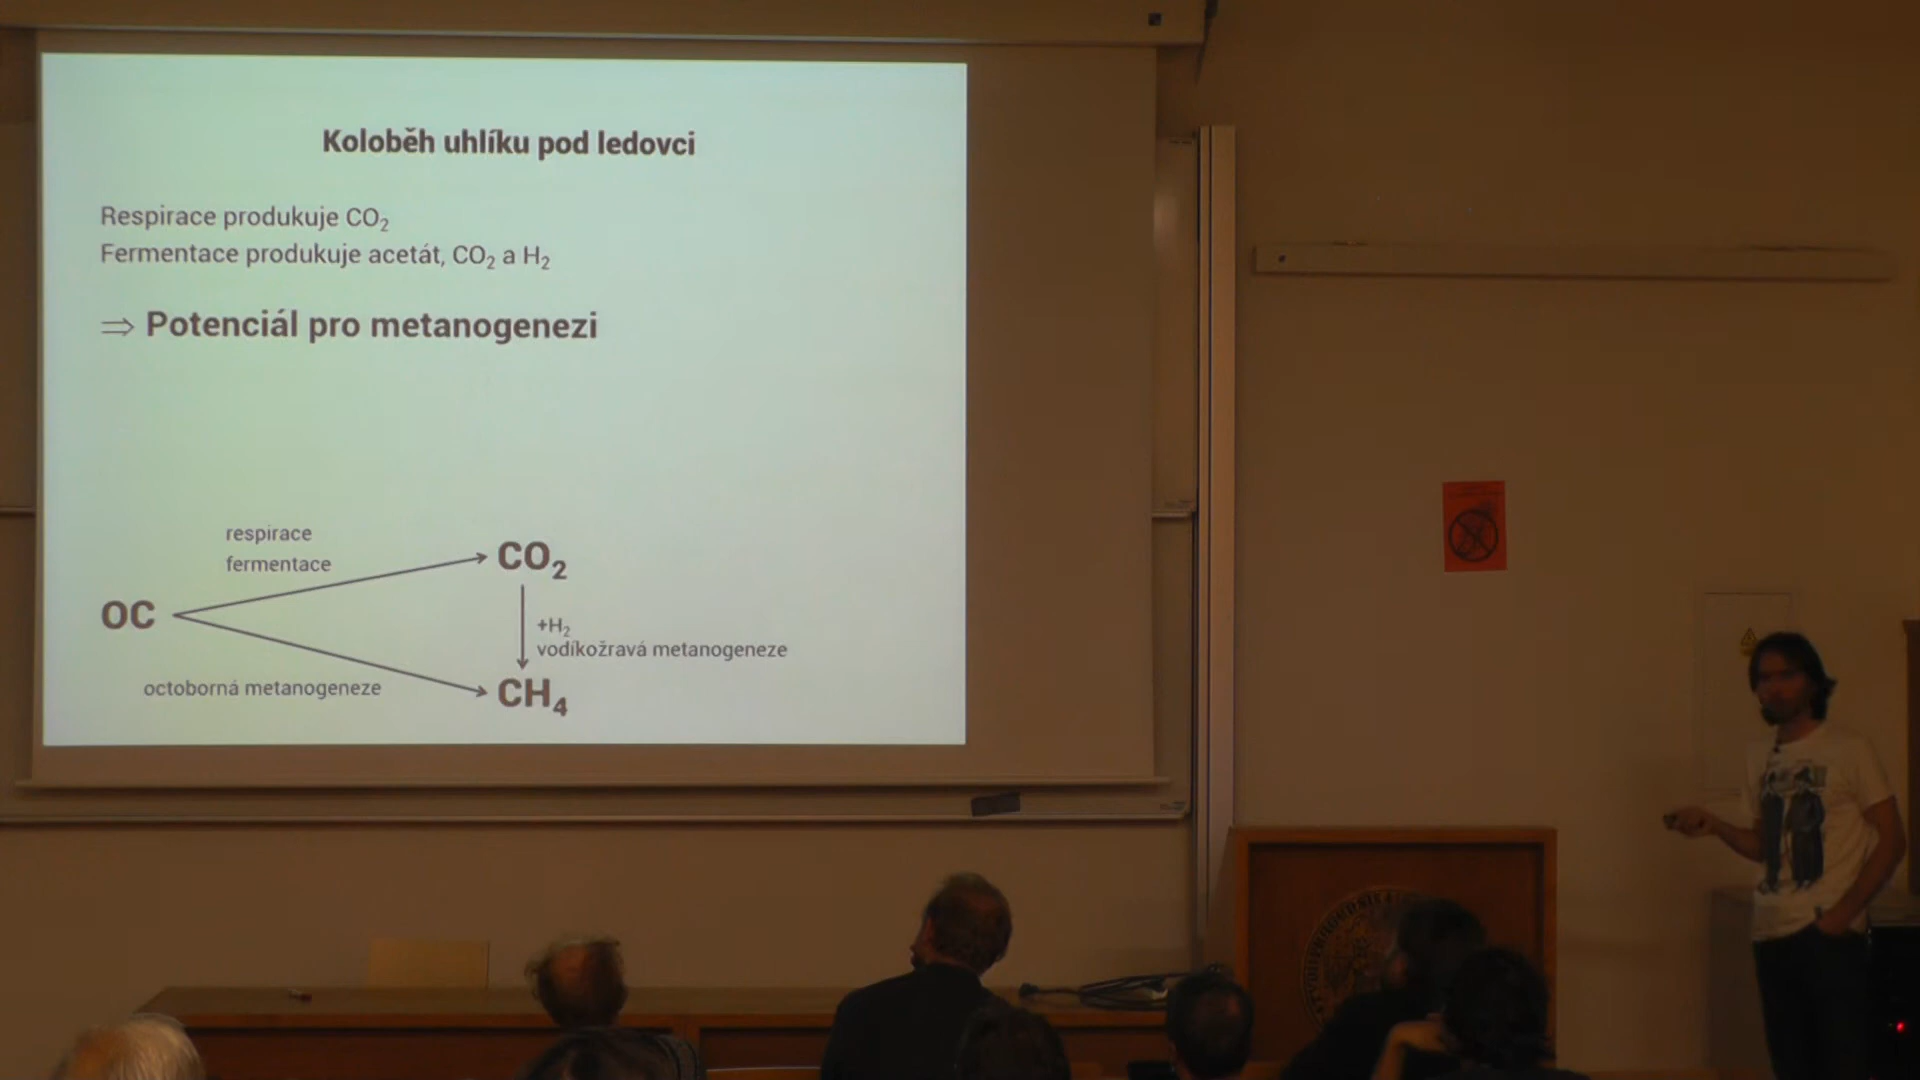 Koloběh uhlíku pod ledovci
Respirace produkuje CO₂
Fermentace produkuje acetát, CO₂ a H₂
⇒ Potenciál pro metanogenezi
respirace
fermentace
CO₂
OC
+H₂
vodíkožravá metanogeneze
octoborná metanogeneze
CH₄